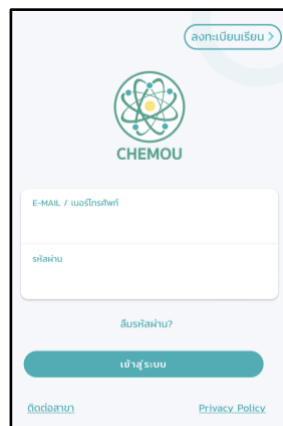 ลงทะเบียนเรียน >
CHEMOU
E-MAIL / เบอร์โทรศัพท์
รหัสผ่าน
ลืมรหัสผ่าน?
เข้าสู่ระบบ
ติดต่อสาขา
Privacy Policy